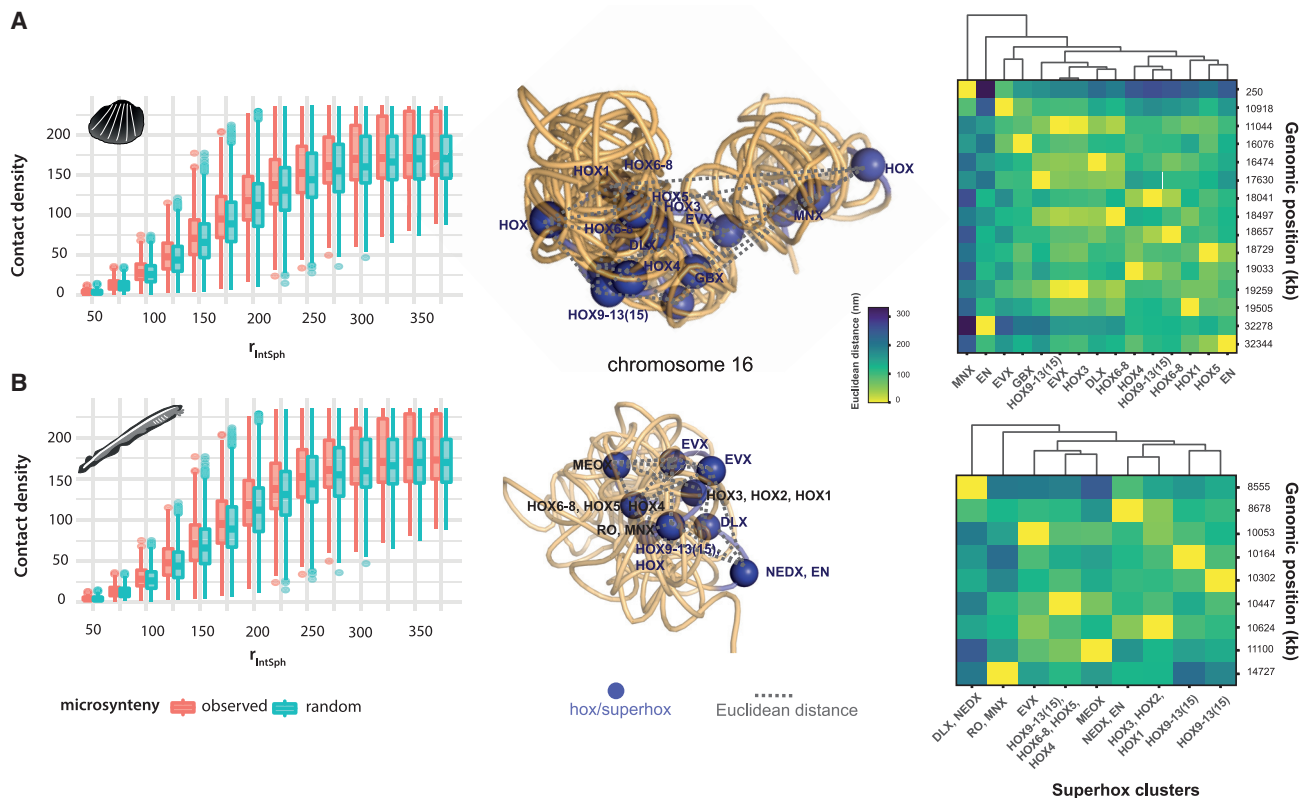 A
Contact density
200
150
100
50
0
50
100
150
200
250
300
350
rIntSph
HOX1
HOX6-8
HOX
HOX5
HOX3
HOX
EVX
MNX
HOX6-8
DLX
HOX4
GBX
HOX9-13(15)
chromosome 16
Euclidean distance (nm)
300
200
100
0
250
10918
11044
16076
16474
17630
18041
18497
18657
18729
19033
19259
19505
32278
32344
Genomic position (kb)
MNX
EN
EVX
GBX
HOX9-13(15)
EVX
HOX3
DLX
HOX6-8
HOX4
HOX9-13(15)
HOX6-8
HOX1
HOX5
EN
B
Contact density
200
150
100
50
0
50
100
150
200
250
300
350
rIntSph
microsynteny
observed
random
EVX
MEOX
EVX
HOX3, HOX2, HOX1
HOX6-8, HOX5, HOX4
RO, MNX
DLX
HOX9-13(15),
HOX
NEDX, EN
hox/superhox
Euclidean distance
8555
8678
10053
10164
10302
10447
10624
11100
14727
Genomic position (kb)
DLX, NEDX
RO, MNX
EVX
HOX9-13(15),
HOX6-8, HOX5,
HOX4
MEOX
NEDX, EN
HOX3, HOX2,
HOX1
HOX9-13(15)
HOX9-13(15)
Superhox clusters